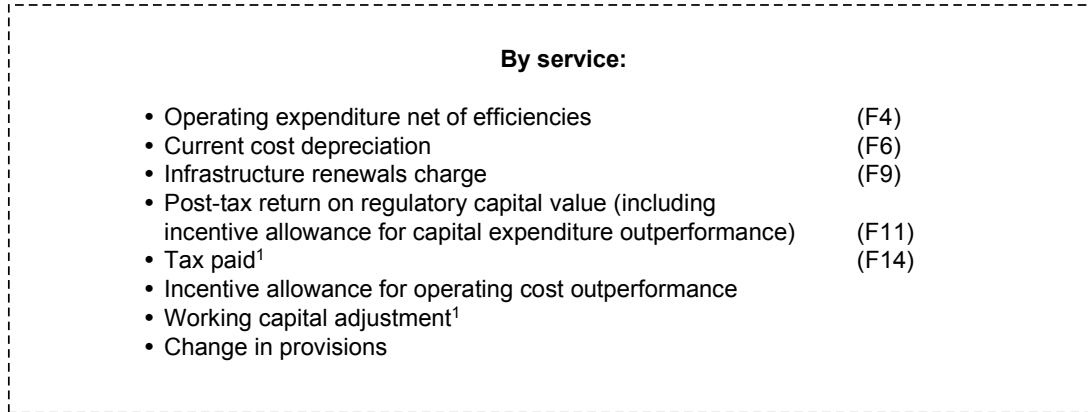 By service:
• Operating expenditure net of efficiencies (F4)
• Current cost depreciation (F6)
• Infrastructure renewals charge (F9)
• Post-tax return on regulatory capital value (including
incentive allowance for capital expenditure outperformance) (F11)
• Tax paid¹ (F14)
• Incentive allowance for operating cost outperformance
• Working capital adjustment¹
• Change in provisions